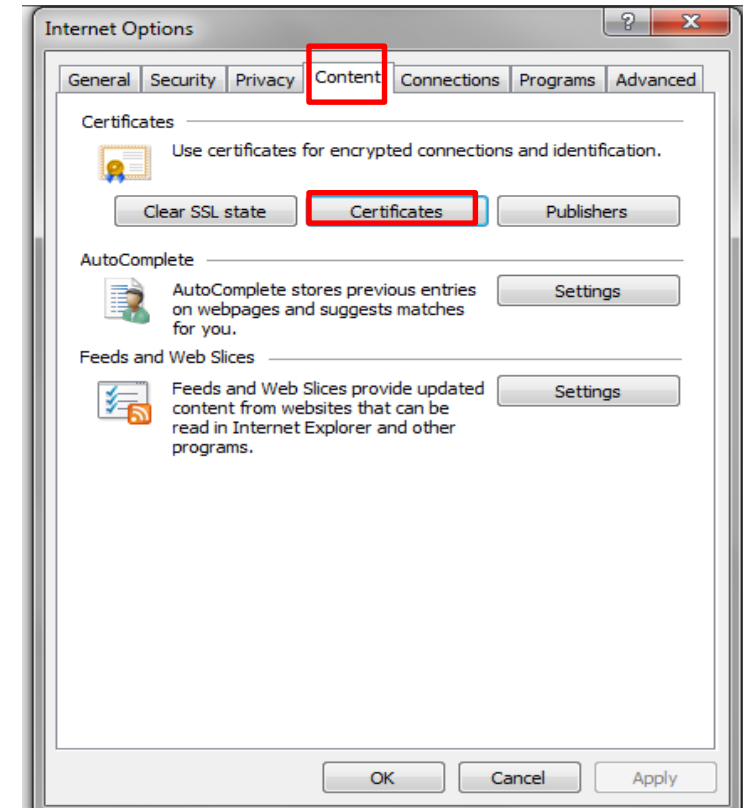 Internet Options
General Security Privacy Content Connections Programs Advanced
Certificates
Use certificates for encrypted connections and identification.
Clear SSL state Certificates Publishers
AutoComplete
AutoComplete stores previous entries
on webpages and suggests matches
for you.
Settings
Feeds and Web Slices
Feeds and Web Slices provide updated
content from websites that can be
read in Internet Explorer and other
programs.
Settings
OK Cancel Apply